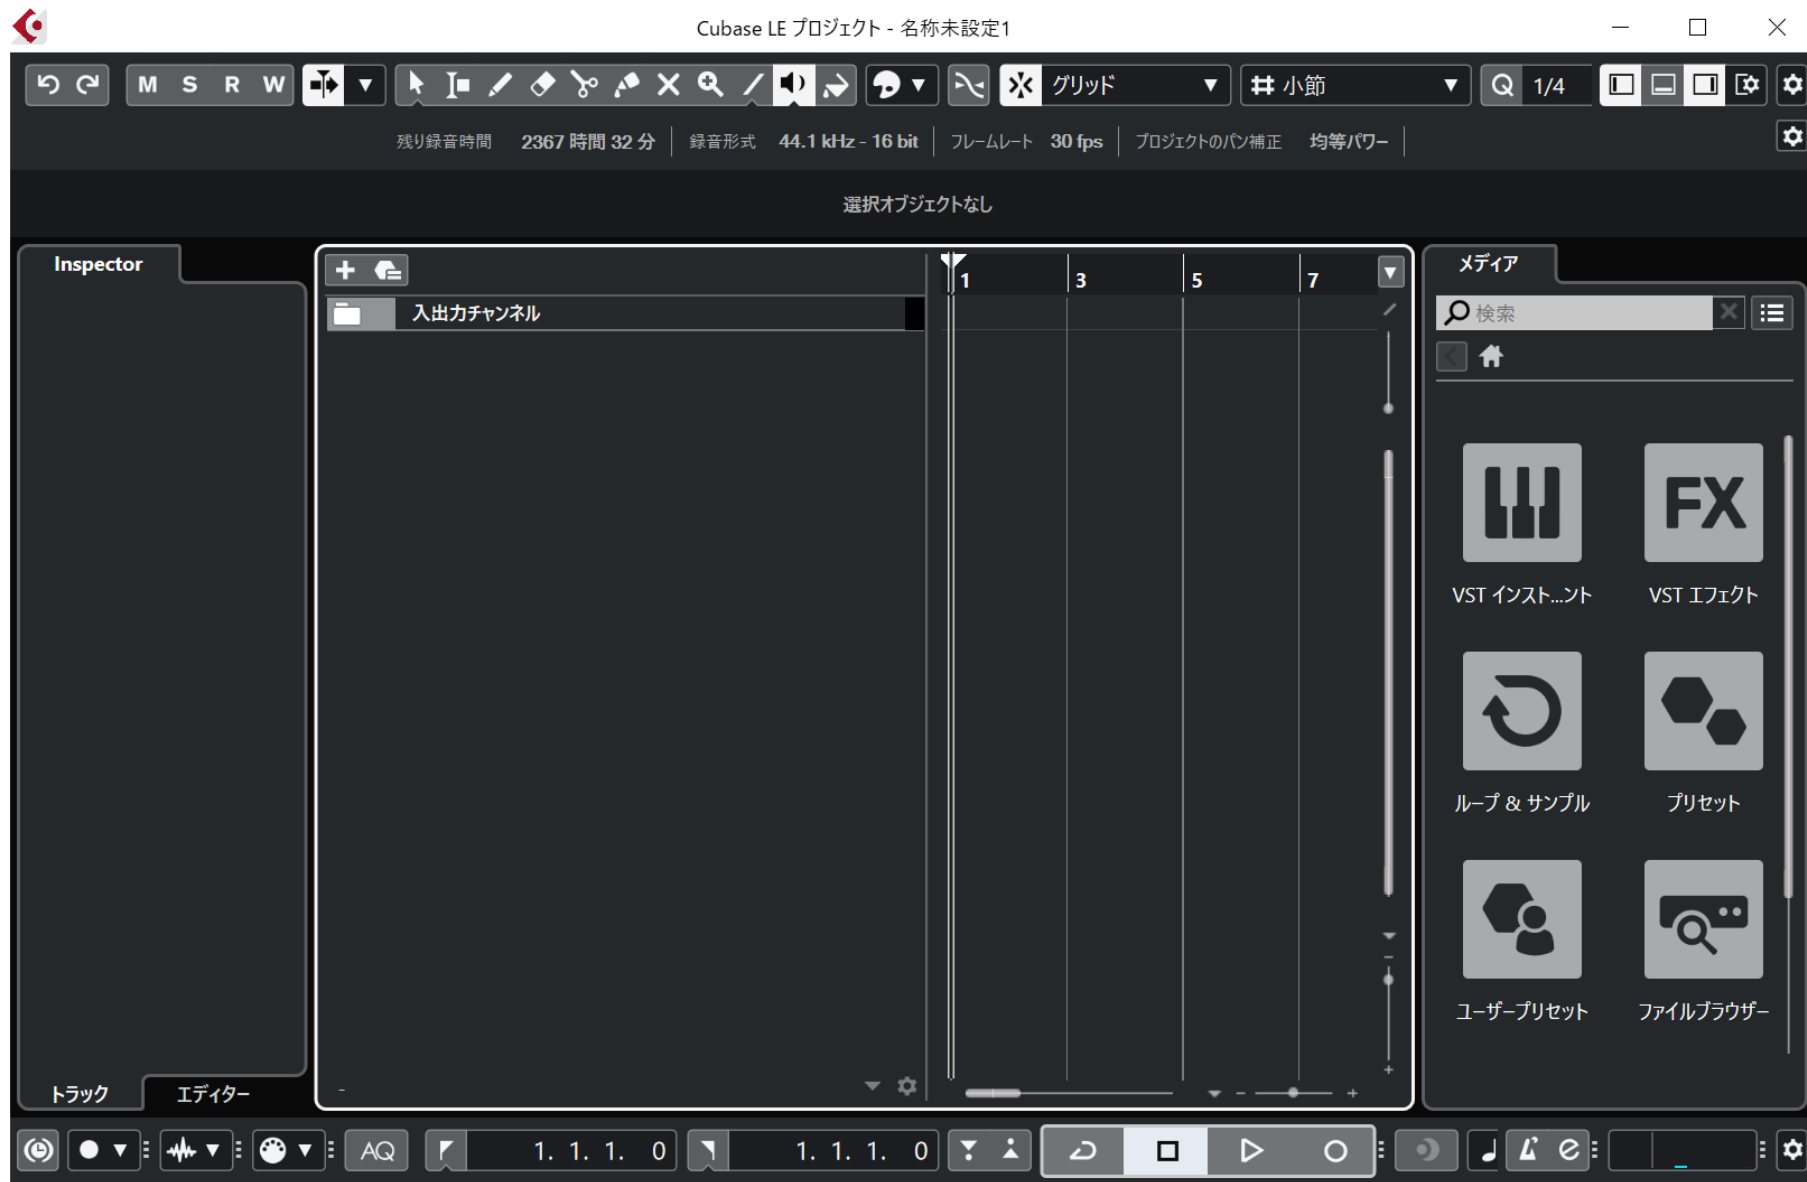 Cubase LE プロジェクト - 名称未設定1
M S R W グリッド 小節 Q 1/4
残り録音時間 2367 時間 32 分 録音形式 44.1 kHz - 16 bit フレームレート 30 fps プロジェクトのパン補正 均等パワー
選択オブジェクトなし
Inspector
入出力チャンネル
1 3 5 7
メディア
検索
FX
VST インスト...ント VST エフェクト
ループ & サンプル プリセット
ユーザープリセット ファイルブラウザー
トラック エディター
AQ 1. 1. 1. 0 1. 1. 1. 0